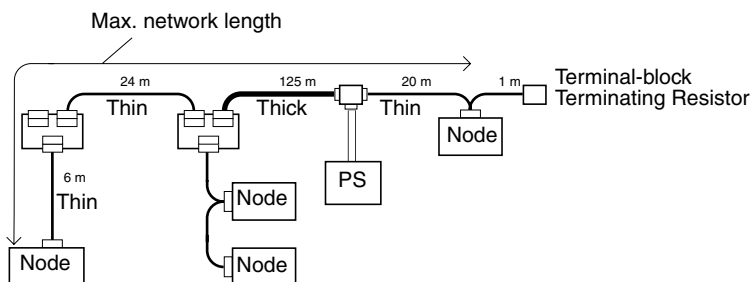 Max. network length
24 m
Thin
125 m
Thick
20 m
Thin
1 m
Terminal-block
Terminating Resistor
Node
6 m
Thin
PS
Node
Node
Node